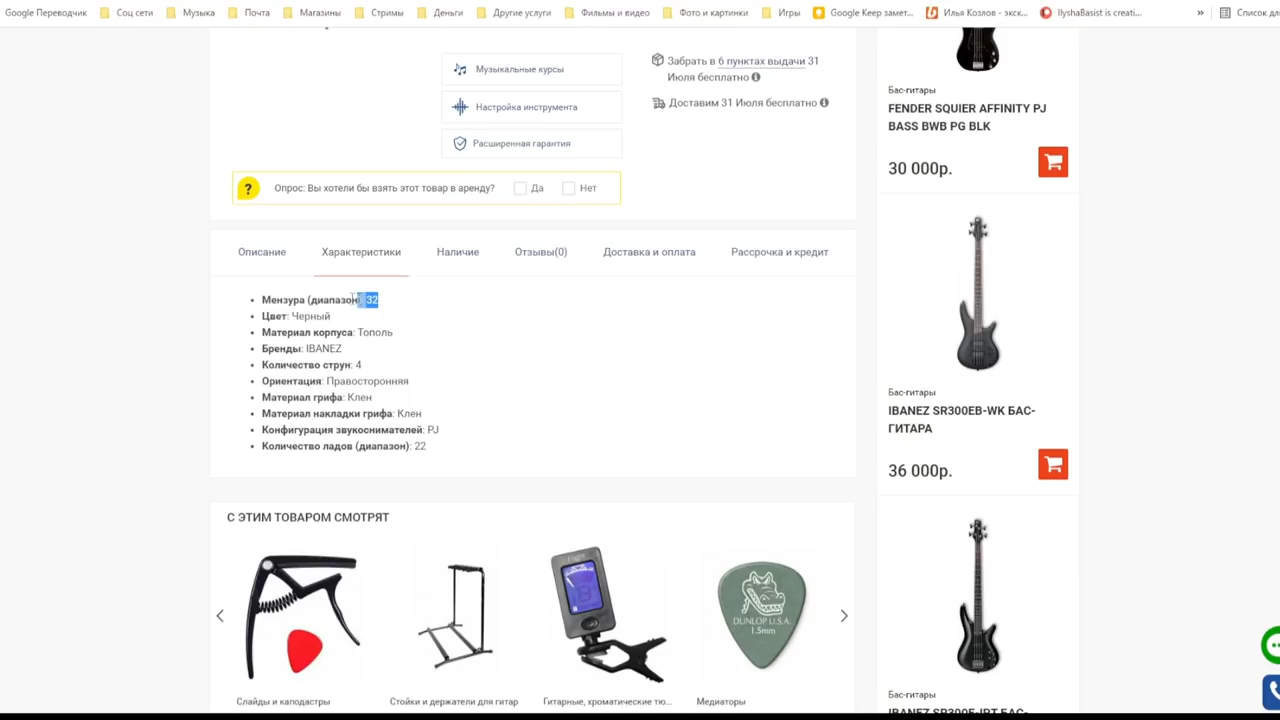 Google Переводчик
Соц сети
Музыка
Почта
Магазины
Стримы
Деньги
Другие услуги
Фильмы и видео
Фото и картинки
Игры
Google Keep замет...
Илья Козлов - экск...
IlyshaBasist is creati...
»
Музыкальные курсы
Настройка инструмента
Расширенная гарантия
Забрать в 6 пунктах выдачи 31
Июля бесплатно
Доставим 31 Июля бесплатно
? Опрос: Вы хотели бы взять этот товар в аренду? Да Нет
Описание
Характеристики
Наличие
Отзывы(0)
Доставка и оплата
Рассрочка и кредит
• Мензура (диапазон): 32
• Цвет: Черный
• Материал корпуса: Тополь
• Бренды: IBANEZ
• Количество струн: 4
• Ориентация: Правосторонняя
• Материал грифа: Клен
• Материал накладки грифа: Клен
• Конфигурация звукоснимателей: PJ
• Количество ладов (диапазон): 22
С ЭТИМ ТОВАРОМ СМОТРЯТ
DUNLOP U.S.A.
1.5mm
Слайды и каподастры
Стойки и держатели для гитар
Гитарные, хроматические тю...
Медиаторы
Бас-гитары
FENDER SQUIER AFFINITY PJ
BASS BWB PG BLK
30 000р.
Бас-гитары
IBANEZ SR300EB-WK БАС-
ГИТАРА
36 000р.
Бас-гитары